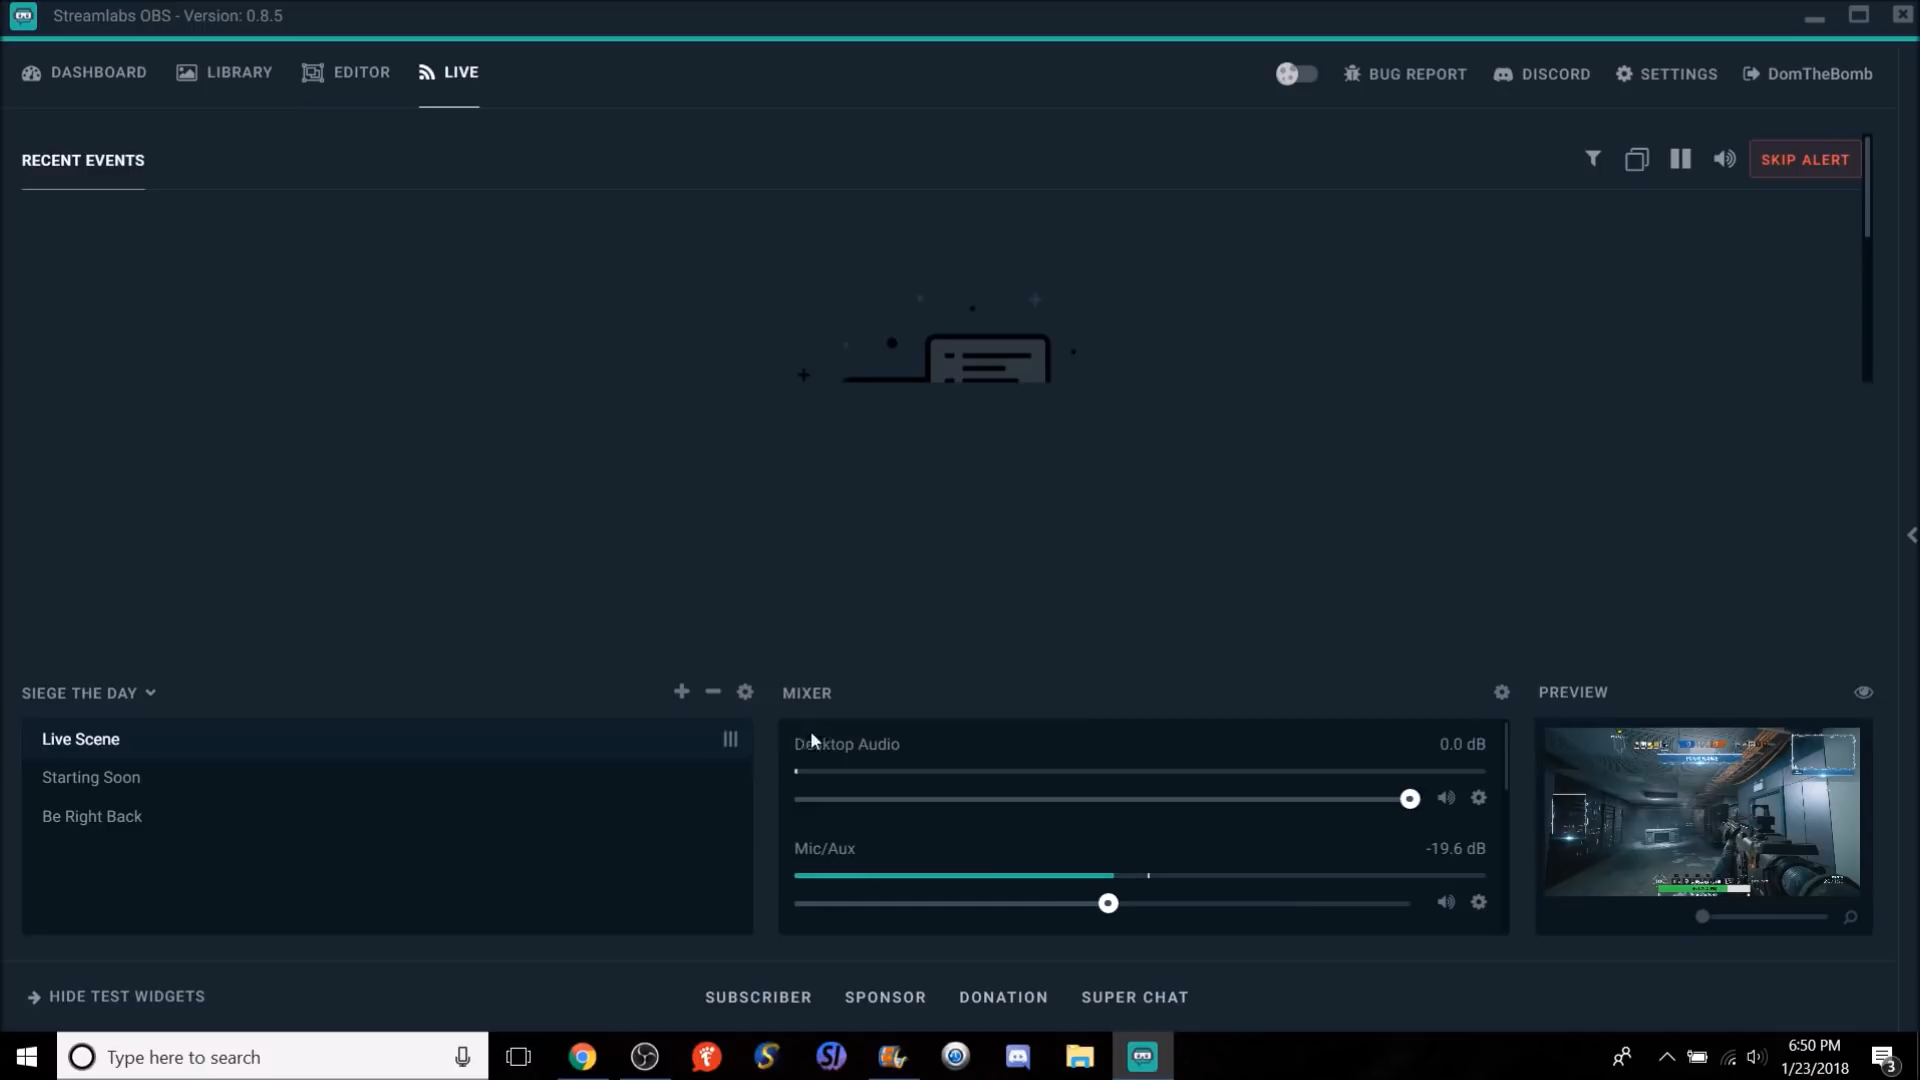 Streamlabs OBS - Version: 0.8.5
DASHBOARD
LIBRARY
EDITOR
LIVE
BUG REPORT
DISCORD
SETTINGS
DomTheBomb
RECENT EVENTS
SKIP ALERT
SIEGE THE DAY
MIXER
PREVIEW
Live Scene
Starting Soon
Be Right Back
Desktop Audio
0.0 dB
Mic/Aux
-19.6 dB
HIDE TEST WIDGETS
SUBSCRIBER
SPONSOR
DONATION
SUPER CHAT
Type here to search
6:50 PM
1/23/2018
3